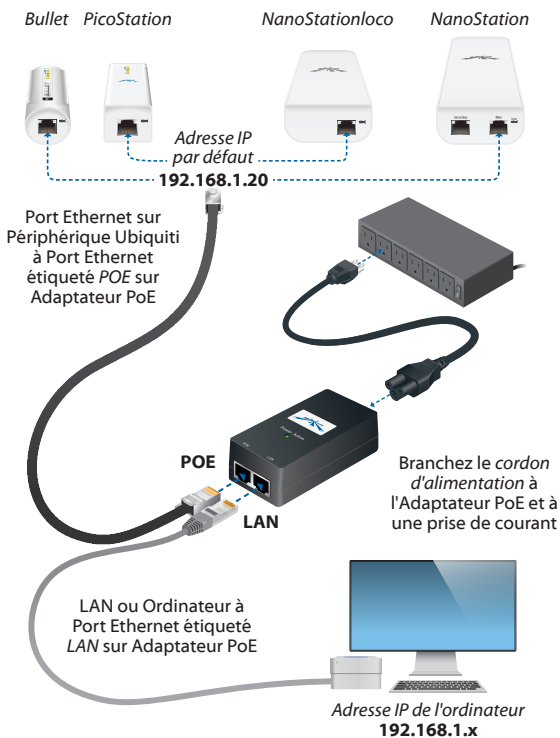 Bullet PicoStation NanoStationloco NanoStation
Adresse IP
par défaut
192.168.1.20
Port Ethernet sur
Périphérique Ubiquiti
à Port Ethernet
étiqueté POE sur
Adaptateur PoE
POE
LAN
Branchez le cordon
d'alimentation à
l'Adaptateur PoE et à
une prise de courant
LAN ou Ordinateur à
Port Ethernet étiqueté
LAN sur Adaptateur PoE
Adresse IP de l'ordinateur
192.168.1.x